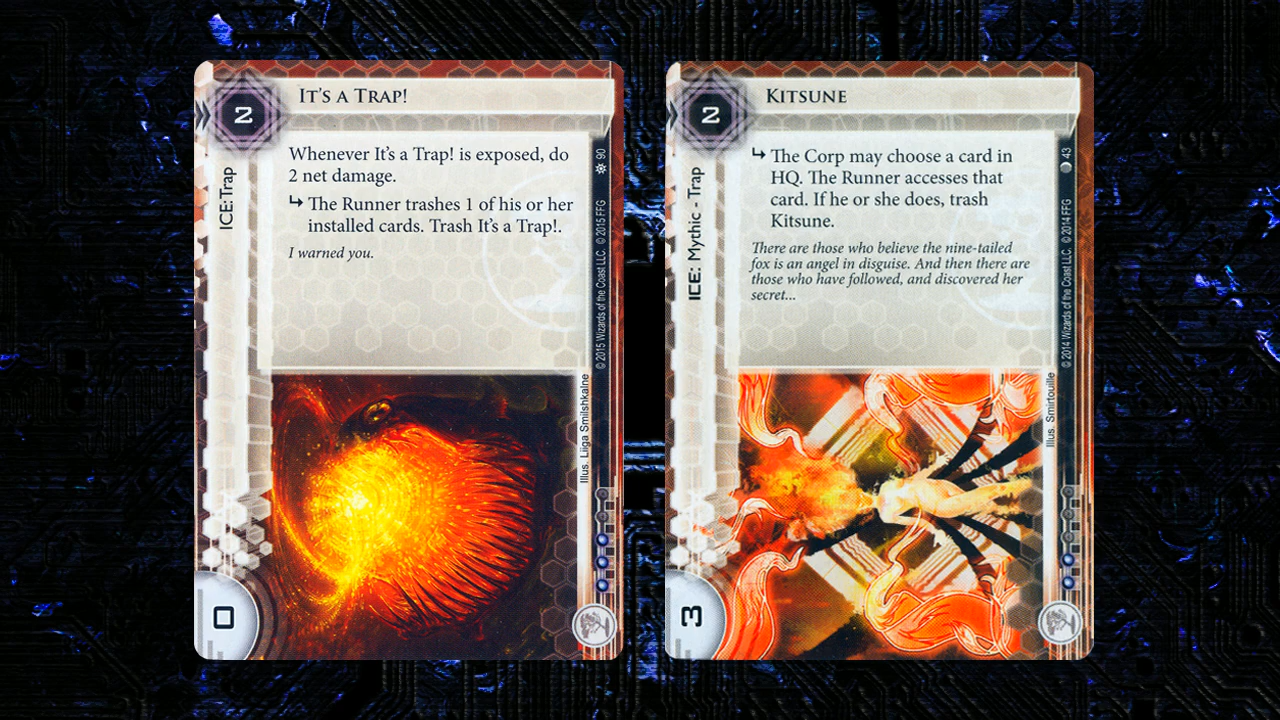 IT'S A TRAP!
2
ICE:Trap
Whenever It's a Trap! is exposed, do
2 net damage.
↳ The Runner trashes 1 of his or her
installed cards. Trash It's a Trap!.
I warned you.
90
© 2015 Wizards of the Coast LLC. © 2015 FFG
Illus. Liiga Smilshkalne
0
KITSUNE
2
ICE: Mythic - Trap
↳ The Corp may choose a card in
HQ. The Runner accesses that
card. If he or she does, trash
Kitsune.
There are those who believe the nine-tailed
fox is an angel in disguise. And then there are
those who have followed, and discovered her
secret...
43
© 2014 Wizards of the Coast LLC. © 2014 FFG
Illus. Smirtouille
3